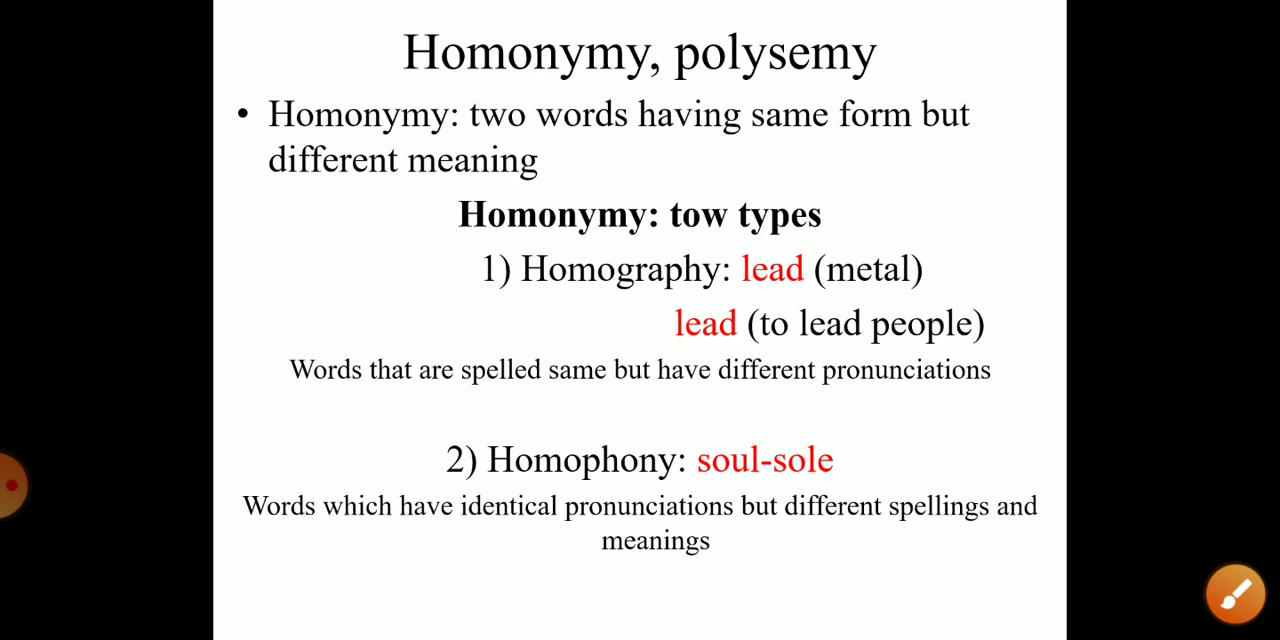 Homonymy, polysemy
• Homonymy: two words having same form but
different meaning
Homonymy: tow types
1) Homography: lead (metal)
lead (to lead people)
Words that are spelled same but have different pronunciations
2) Homophony: soul-sole
Words which have identical pronunciations but different spellings and
meanings